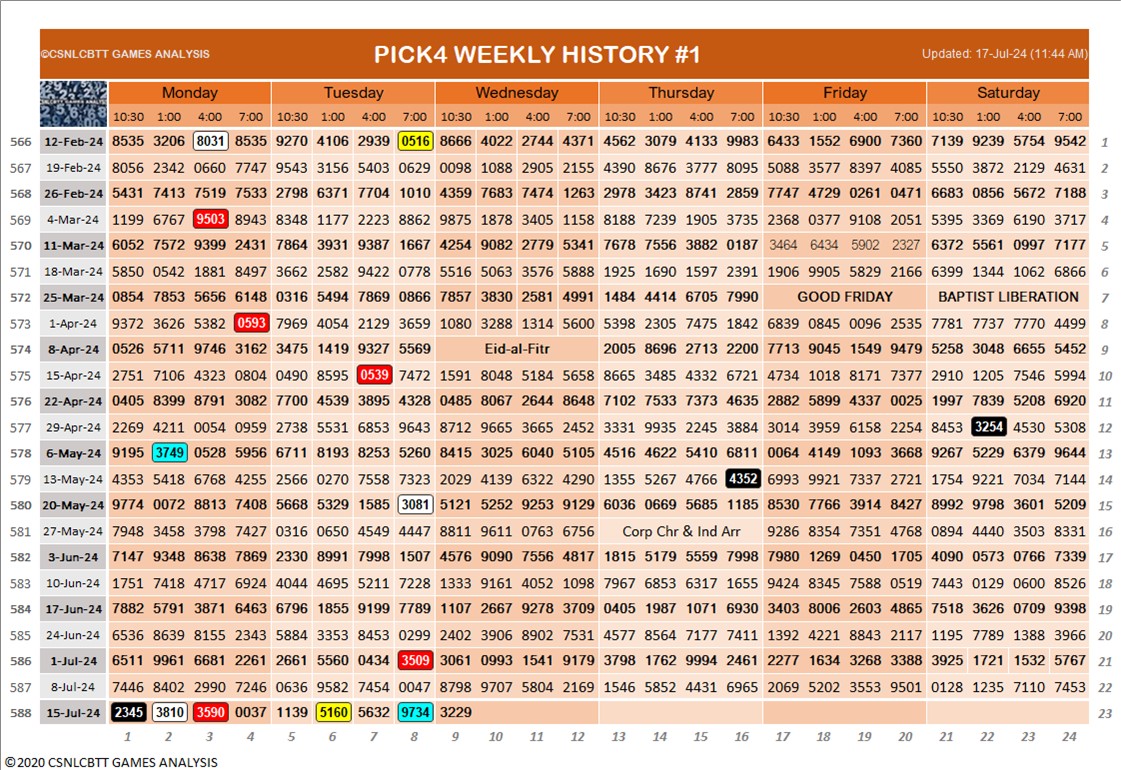 ©CSNLCBTT GAMES ANALYSIS PICK4 WEEKLY HISTORY #1 Updated: 17-Jul-24 (11:44 AM)
Monday Tuesday Wednesday Thursday Friday Saturday
10:30 1:00 4:00 7:00 10:30 1:00 4:00 7:00 10:30 1:00 4:00 7:00 10:30 1:00 4:00 7:00 10:30 1:00 4:00 7:00 10:30 1:00 4:00 7:00
566 12-Feb-24 8535 3206 8031 8535 9270 4106 2939 0516 8666 4022 2744 4371 4562 3079 4133 9983 6433 1552 6900 7360 7139 9239 5754 9542 1
567 19-Feb-24 8056 2342 0660 7747 9543 3156 5403 0629 0098 1088 2905 2155 4390 8676 3777 8095 5088 3577 8397 4085 5550 3872 2129 4631 2
568 26-Feb-24 5431 7413 7519 7533 2798 6371 7704 1010 4359 7683 7474 1263 2978 3423 8741 2859 7747 4729 0261 0471 6683 0856 5672 7188 3
569 4-Mar-24 1199 6767 9503 8943 8348 1177 2223 8862 9875 1878 3405 1158 8188 7239 1905 3735 2368 0377 9108 2051 5395 3369 6190 3717 4
570 11-Mar-24 6052 7572 9399 2431 7864 3931 9387 1667 4254 9082 2779 5341 7678 7556 3882 0187 3464 6434 5902 2327 6372 5561 0997 7177 5
571 18-Mar-24 5850 0542 1881 8497 3662 2582 9422 0778 5516 5063 3576 5888 1925 1690 1597 2391 1906 9905 5829 2166 6399 1344 1062 6866 6
572 25-Mar-24 0854 7853 5656 6148 0316 5494 7869 0866 7857 3830 2581 4991 1484 4414 6705 7990 GOOD FRIDAY BAPTIST LIBERATION 7
573 1-Apr-24 9372 3626 5382 0593 7969 4054 2129 3659 1080 3288 1314 5600 5398 2305 7475 1842 6839 0845 0096 2535 7781 7737 7770 4499 8
574 8-Apr-24 0526 5711 9746 3162 3475 1419 9327 5569 Eid-al-Fitr 2005 8696 2713 2200 7713 9045 1549 9479 5258 3048 6655 5452 9
575 15-Apr-24 2751 7106 4323 0804 0490 8595 0539 7472 1591 8048 5184 5658 8665 3485 4332 6721 4734 1018 8171 7377 2910 1205 7546 5994 10
576 22-Apr-24 0405 8399 8791 3082 7700 4539 3895 4328 0485 8067 2644 8648 7102 7533 7373 4635 2882 5899 4337 0025 1997 7839 5208 6920 11
577 29-Apr-24 2269 4211 0054 0959 2738 5531 6853 9643 8712 9665 3665 2452 3331 9935 2245 3884 3014 3959 6158 2254 8453 3254 4530 5308 12
578 6-May-24 9195 3749 0528 5956 6711 8193 8253 5260 8415 3025 6040 5105 4516 4622 5410 6811 0064 4149 1093 3668 9267 5229 6379 9644 13
579 13-May-24 4353 5418 6768 4255 2566 0270 7558 7323 2029 4139 6322 4290 1355 5267 4766 4352 6993 9921 7337 2721 1754 9221 7034 7144 14
580 20-May-24 9774 0072 8813 7408 5668 5329 1585 3081 5121 5252 9253 9129 6036 0669 5685 1185 8530 7766 3914 8427 8992 9798 3601 5209 15
581 27-May-24 7948 3458 3798 7427 0316 0650 4549 4447 8811 9611 0763 6756 Corp Chr & Ind Arr 9286 8354 7351 4768 0894 4440 3503 8331 16
582 3-Jun-24 7147 9348 8638 7869 2330 8991 7998 1507 4576 9090 7556 4817 1815 5179 5559 7998 7980 1269 0450 1705 4090 0573 0766 7339 17
583 10-Jun-24 1751 7418 4717 6924 4044 4695 5211 7228 1333 9161 4052 1098 7967 6853 6317 1655 9424 8345 7588 0519 7443 0129 0600 8526 18
584 17-Jun-24 7882 5791 3871 6463 6796 1855 9199 7789 1107 2667 9278 3709 0405 1987 1071 6930 3403 8006 2603 4865 7518 3626 0709 9398 19
585 24-Jun-24 6536 8639 8155 2343 5884 3353 8453 0299 2402 3906 8902 7531 4577 8564 7177 7411 1392 4221 8843 2117 1195 7789 1388 3966 20
586 1-Jul-24 6511 9961 6681 2261 2661 5560 0434 3509 3061 0993 1541 9179 3798 1762 9994 2461 2277 1634 3268 3388 3925 1721 1532 5767 21
587 8-Jul-24 7446 8402 2990 7246 0636 9582 7454 0047 8798 9707 5804 2169 1546 5852 4431 6965 2069 5202 3553 9501 0128 1235 7110 7453 22
588 15-Jul-24 2345 3810 3590 0037 1139 5160 5632 9734 3229 23
1 2 3 4 5 6 7 8 9 10 11 12 13 14 15 16 17 18 19 20 21 22 23 24
©2020 CSNLCBTT GAMES ANALYSIS